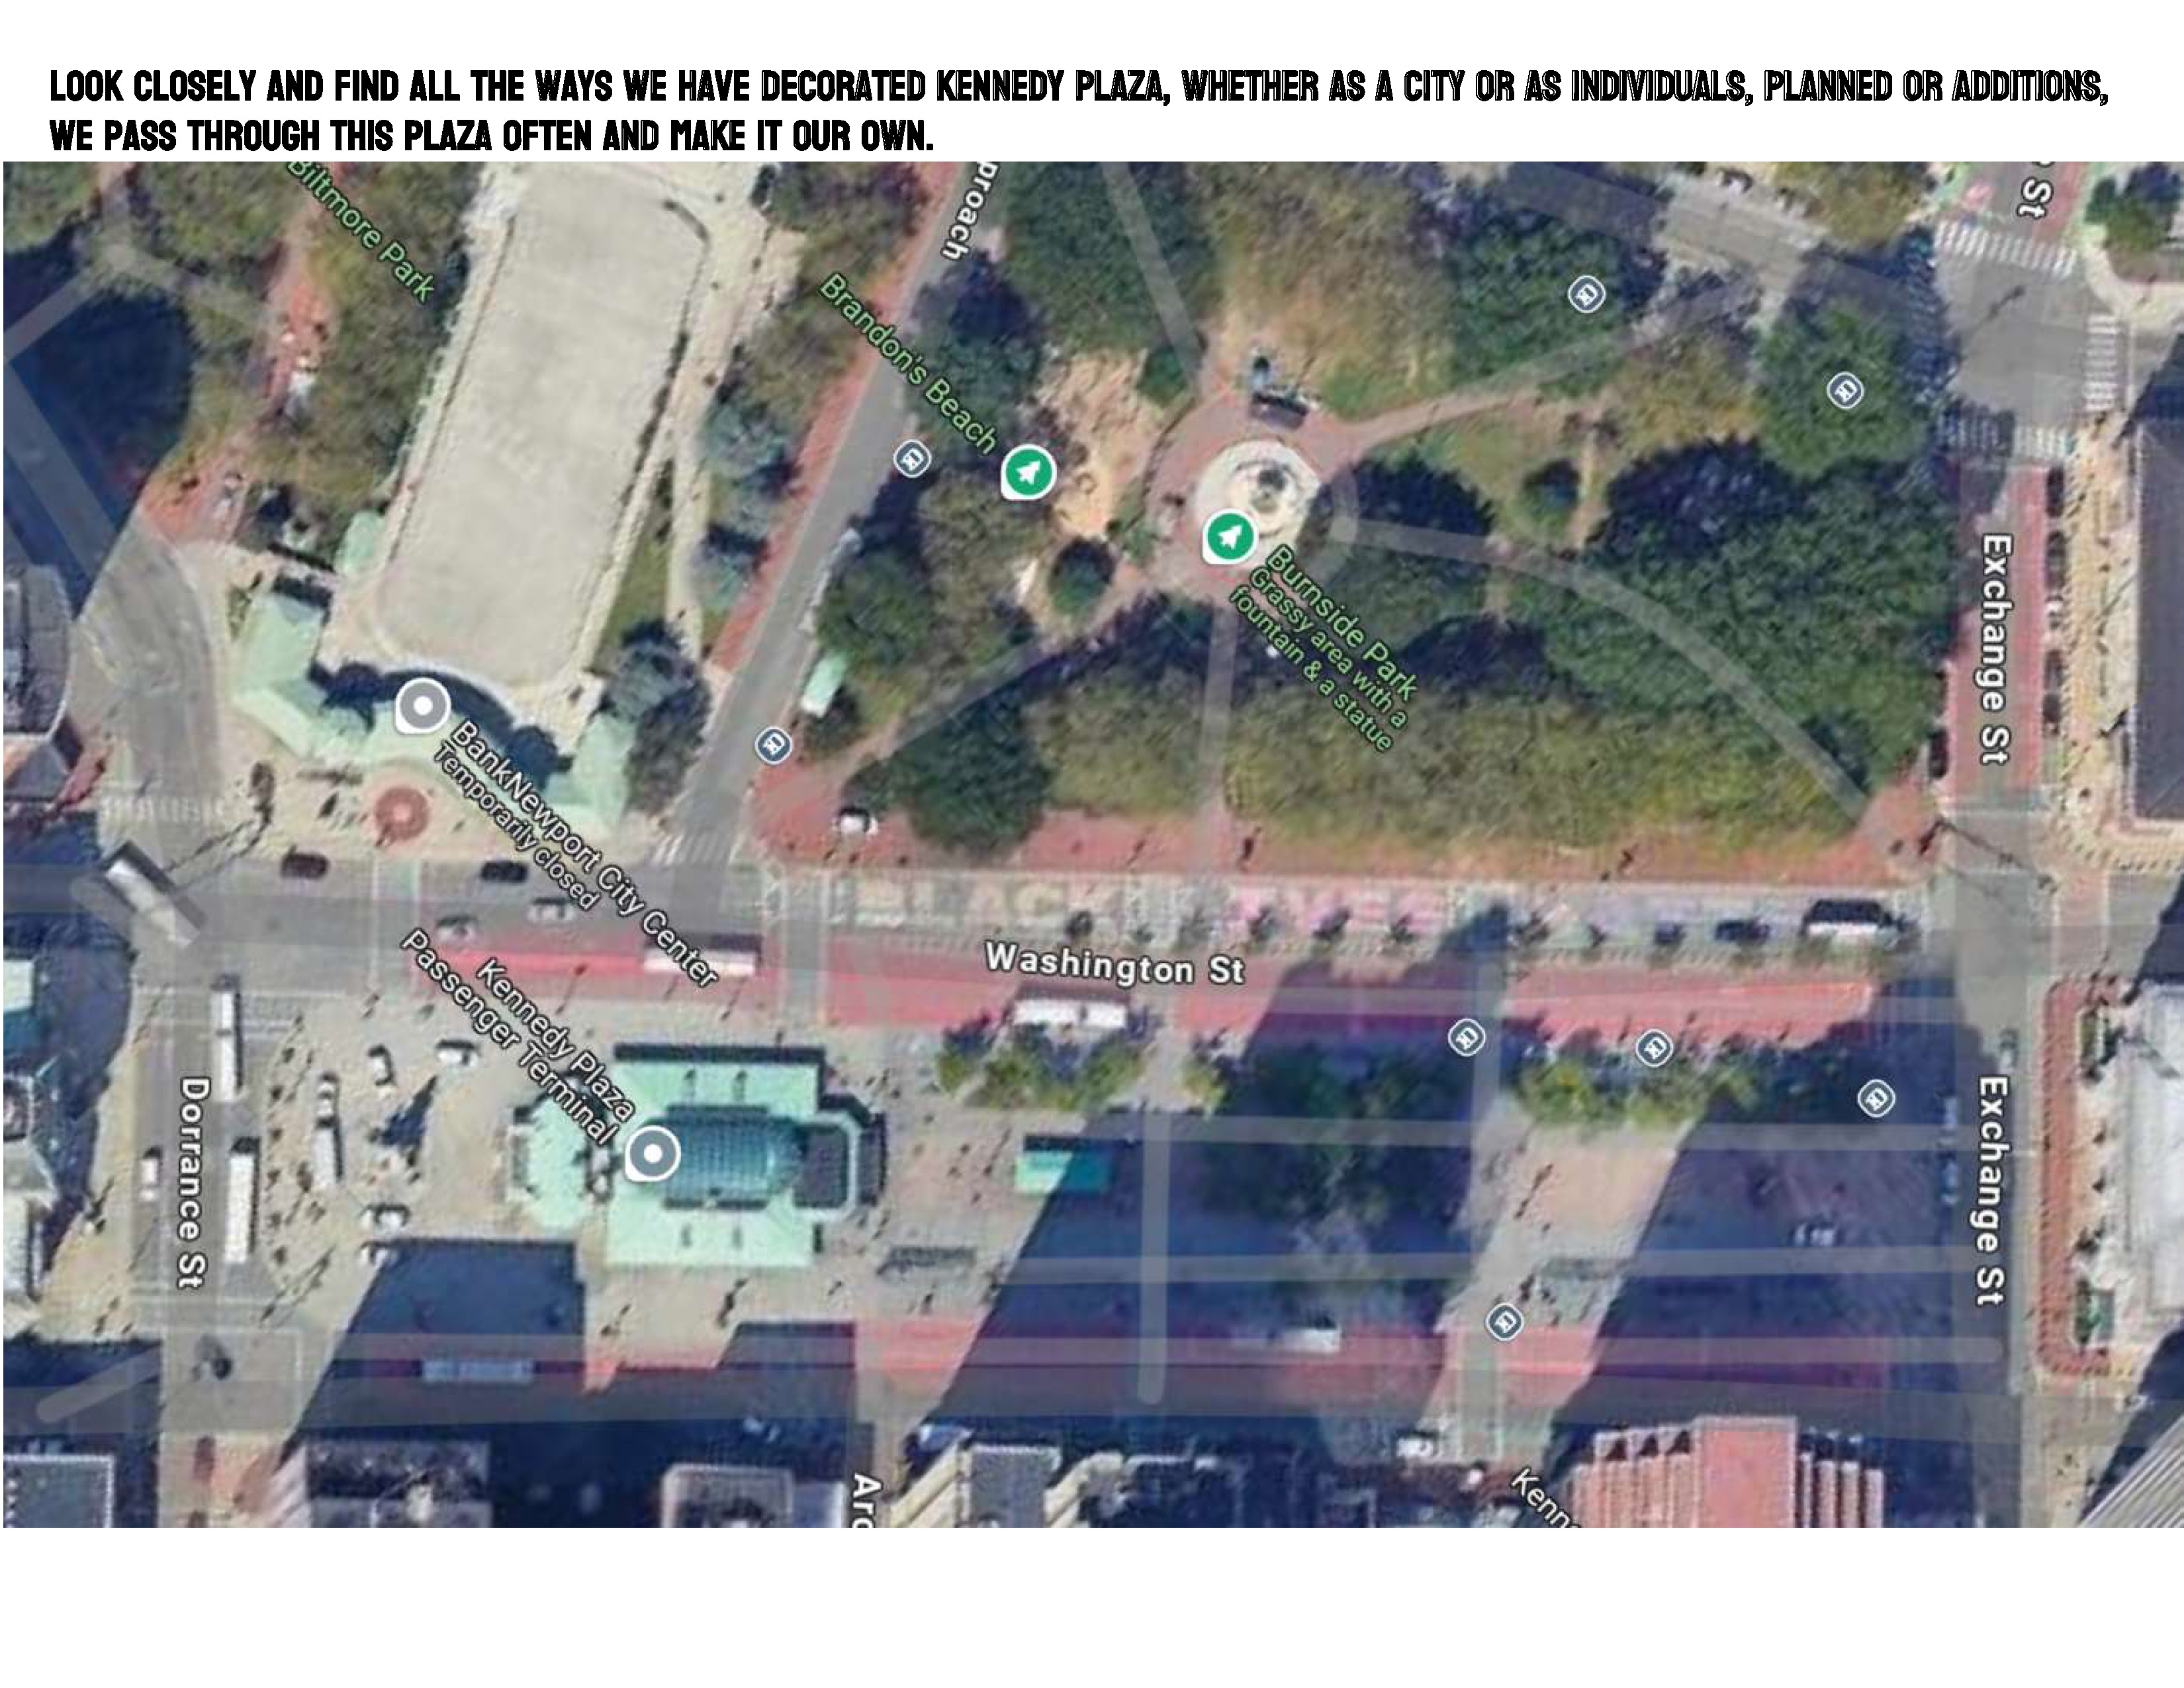 LOOK CLOSELY AND FIND ALL THE WAYS WE HAVE DECORATED KENNEDY PLAZA, WHETHER AS A CITY OR AS INDIVIDUALS, PLANNED OR ADDITIONS,
WE PASS THROUGH THIS PLAZA OFTEN AND MAKE IT OUR OWN.
Biltmore Park
proach
St
Brandon's Beach
Burnside Park
Grassy area with a
fountain & a statue
Exchange St
BankNewport City Center
Temporarily closed
BLACK
Washington St
Kennedy Plaza
Passenger Terminal
Dorrance St
Exchange St
Arc
Kenn